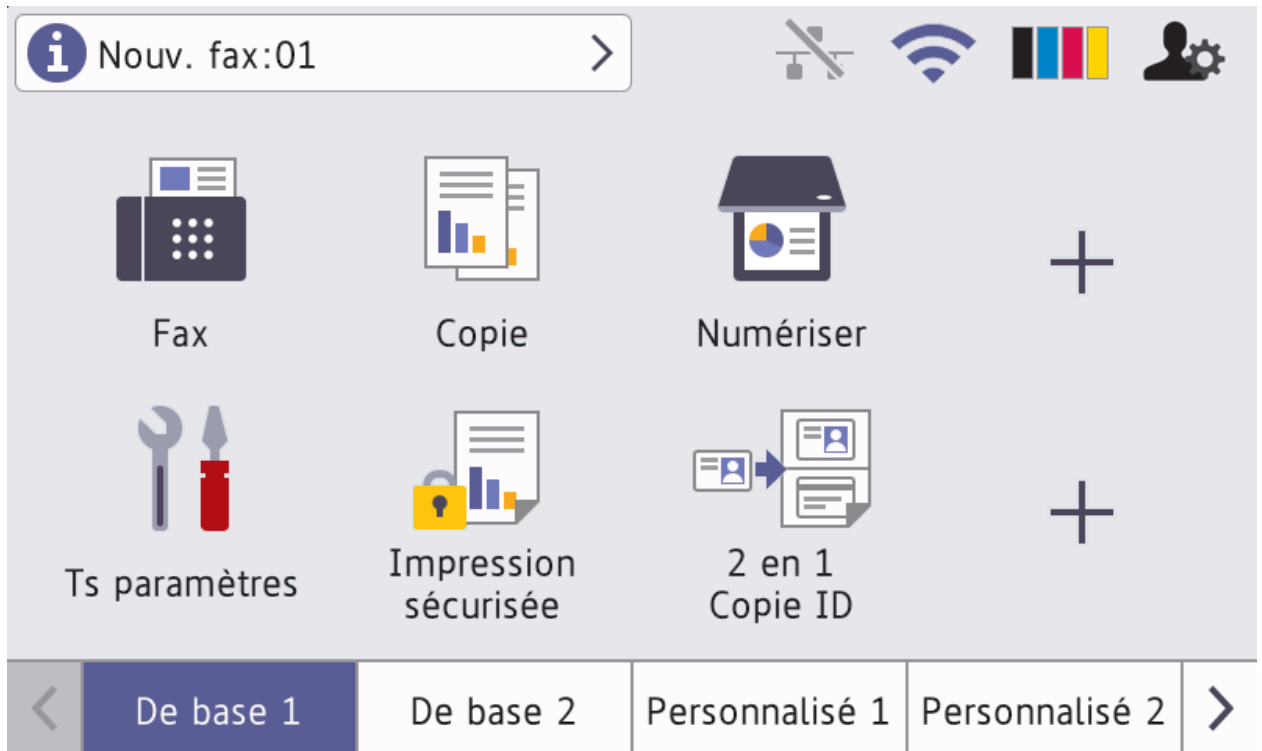 Nouv. fax:01
Fax
Copie
Numériser
Ts paramètres
Impression
sécurisée
2 en 1
Copie ID
De base 1
De base 2
Personnalisé 1
Personnalisé 2